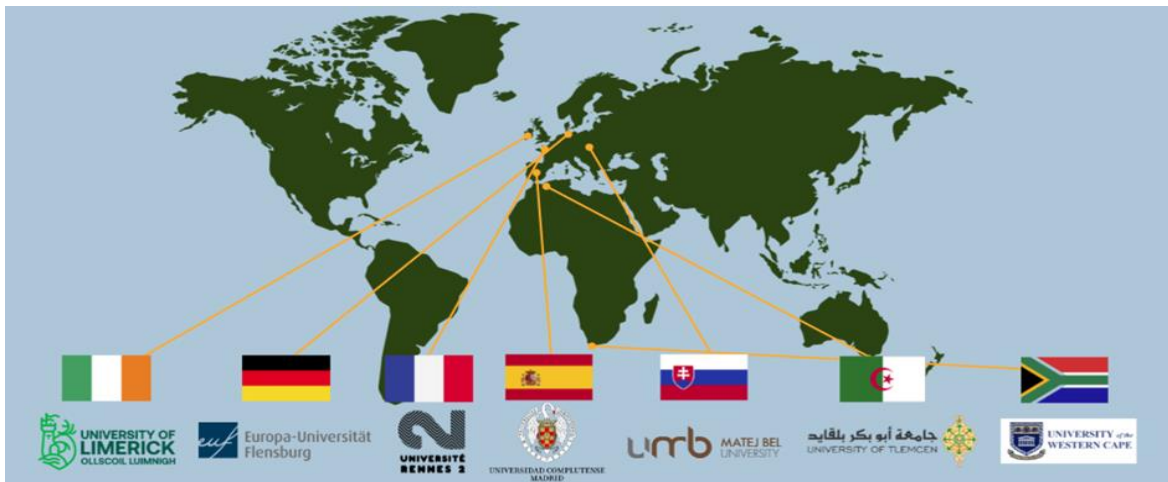 UNIVERSITY OF
LIMERICK
OLLSCOIL LUIMNIGH
euf
Europa-Universität
Flensburg
2
UNIVERSITÉ
RENNES 2
UNIVERSIDAD COMPLUTENSE
MADRID
umb
MATEJ BEL
UNIVERSITY
جامعة أبو بكر بلقايد
UNIVERSITY OF TLEMCEN
UNIVERSITY of the
WESTERN CAPE